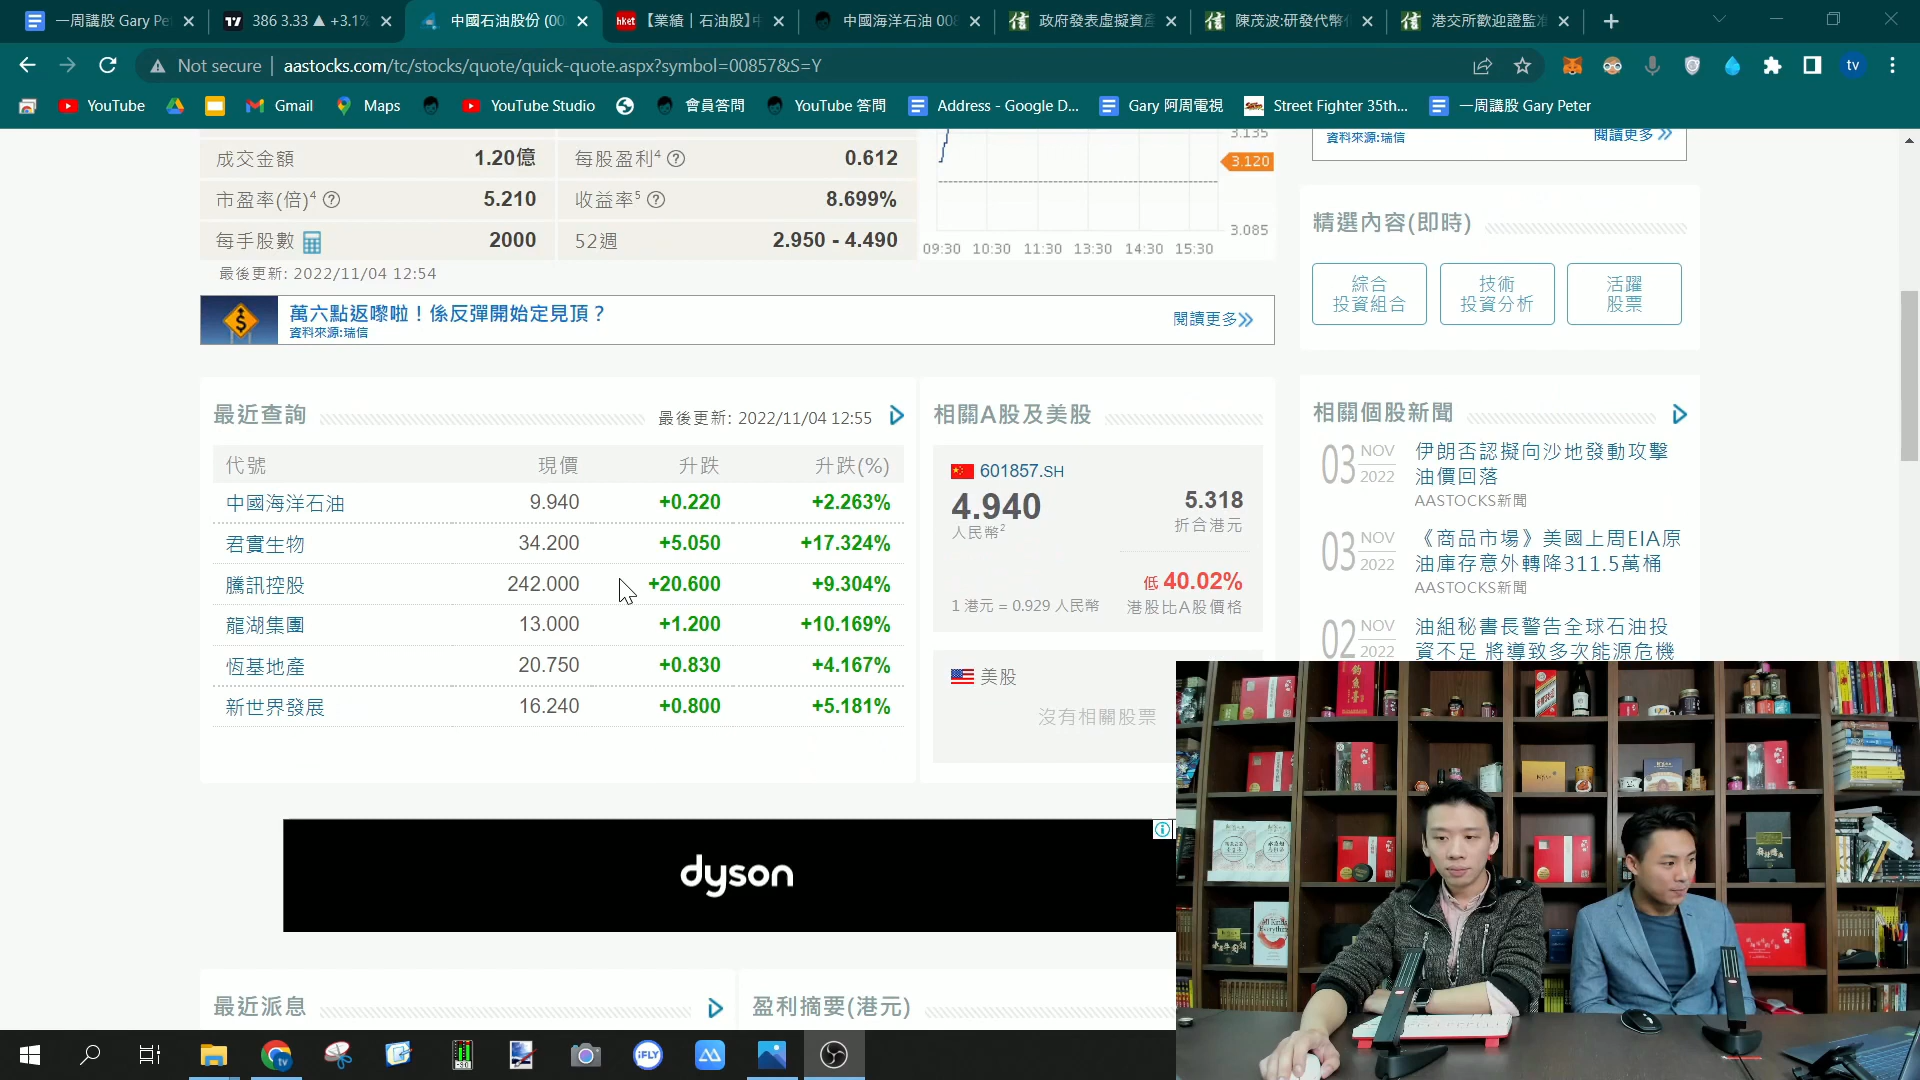 一周講股 Gary Pe
386 3.33 ▲ +3.1%
中國石油股份 (00
hket 【業績｜石油股】
中國海洋石油 008
信 政府發表虛擬資產
信 陳茂波:研發代幣化
信 港交所歡迎證監准
Not secure | aastocks.com/tc/stocks/quote/quick-quote.aspx?symbol=00857&S=Y
tv
YouTube
Gmail
Maps
YouTube Studio
會員答問
YouTube 答問
Address - Google D...
Gary 阿周電視
Street Fighter 35th...
一周講股 Gary Peter
成交金額 1.20億 每股盈利4 0.612
市盈率(倍)4 5.210 收益率5 8.699%
每手股數 2000 52週 2.950 - 4.490
最後更新: 2022/11/04 12:54
3.135
3.120
3.085
09:30 10:30 11:30 13:30 14:30 15:30
資料來源:瑞信 閱讀更多
精選內容(即時)
綜合
投資組合
技術
投資分析
活躍
股票
萬六點返嚟啦！係反彈開始定見頂？
資料來源:瑞信
閱讀更多
最近查詢 最後更新: 2022/11/04 12:55
代號 現價 升跌 升跌(%)
中國海洋石油 9.940 +0.220 +2.263%
君實生物 34.200 +5.050 +17.324%
騰訊控股 242.000 +20.600 +9.304%
龍湖集團 13.000 +1.200 +10.169%
恆基地產 20.750 +0.830 +4.167%
新世界發展 16.240 +0.800 +5.181%
相關A股及美股
601857.SH
4.940 5.318
人民幣2 折合港元
低 40.02%
1 港元 = 0.929 人民幣 港股比A股價格
美股
沒有相關股票
相關個股新聞
03 NOV 2022
伊朗否認擬向沙地發動攻擊
油價回落
AASTOCKS新聞
03 NOV 2022
《商品市場》美國上周EIA原
油庫存意外轉降311.5萬桶
AASTOCKS新聞
02 NOV 2022
油組秘書長警告全球石油投
資不足 將導致多次能源危機
dyson
最近派息
盈利摘要(港元)
iFLY